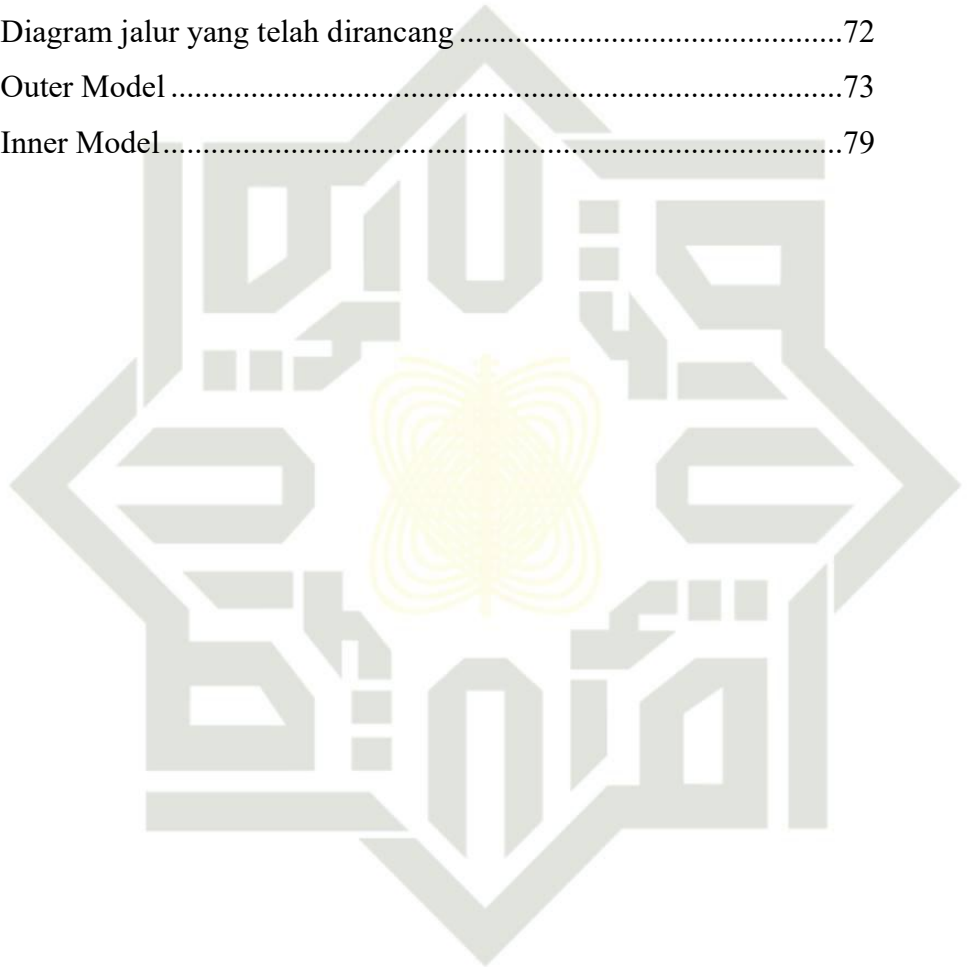 Diagram jalur yang telah dirancang................................................72
Outer Model....................................................................................73
Inner Model.....................................................................................79